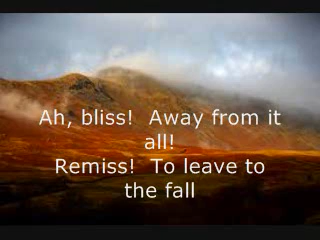 Ah, bliss!  Away from it
all!
Remiss!  To leave to
the fall